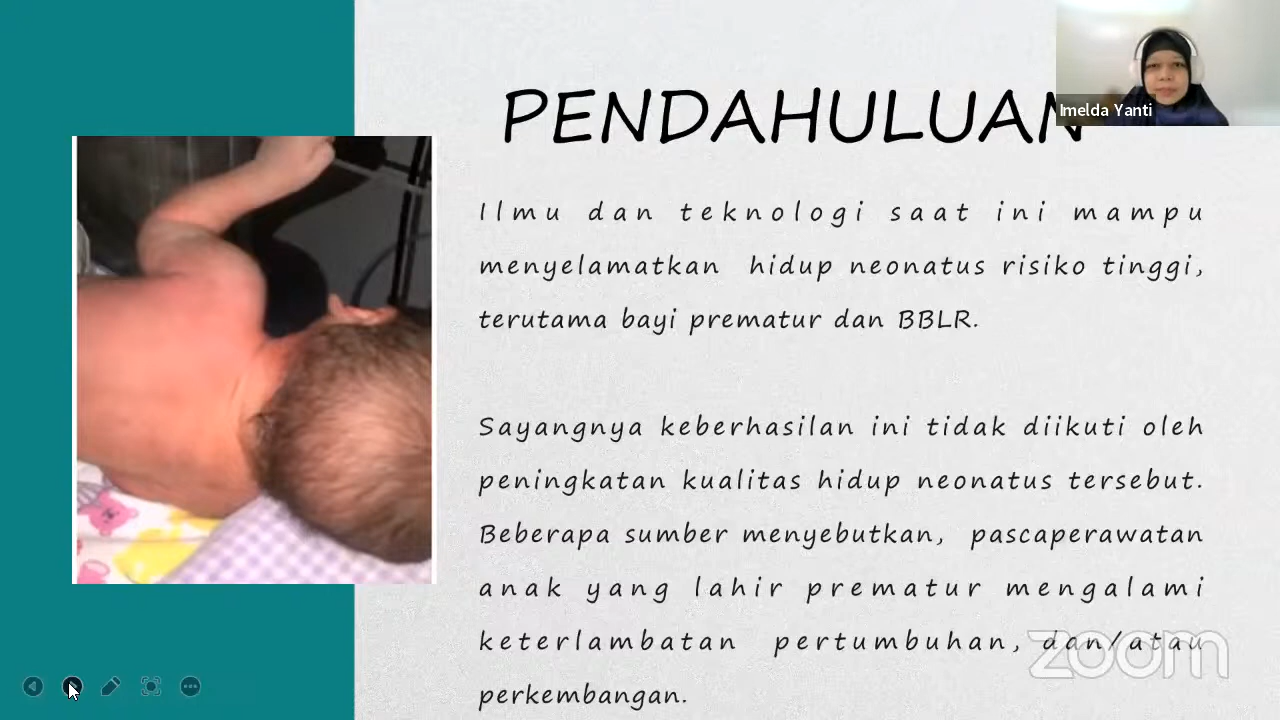 PENDAHULUAN
Imelda Yanti
Ilmu dan teknologi saat ini mampu
menyelamatkan hidup neonatus risiko tinggi,
terutama bayi prematur dan BBLR.
Sayangnya keberhasilan ini tidak diikuti oleh
peningkatan kualitas hidup neonatus tersebut.
Beberapa sumber menyebutkan, pascaperawatan
anak yang lahir prematur mengalami
keterlambatan pertumbuhan, dan/atau
perkembangan.
zoom